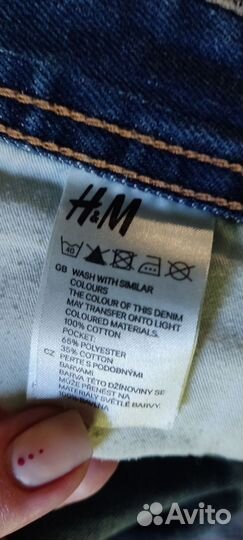 H&M
40
GB WASH WITH SIMILAR
COLOURS
THE COLOUR OF THIS DENIM
MAY TRANSFER ONTO LIGHT
COLOURED MATERIALS.
100% COTTON
POCKET:
65% POLYESTER
35% COTTON
CZ PERTE S PODOBNÝMI
BARVAMI
BARVA TÉTO DŽÍNOVINY SE
MŮŽE PŘENÉST NA
MATERIÁLY SVĚTLÉ BARVY.
100% BAVLNA
Avito